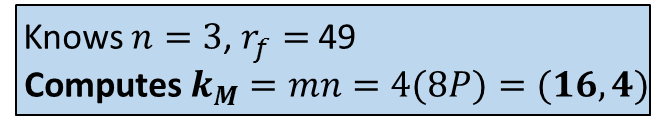 Knows n = 3, r_f = 49
Computes k_M = mn = 4(8P) = (16, 4)